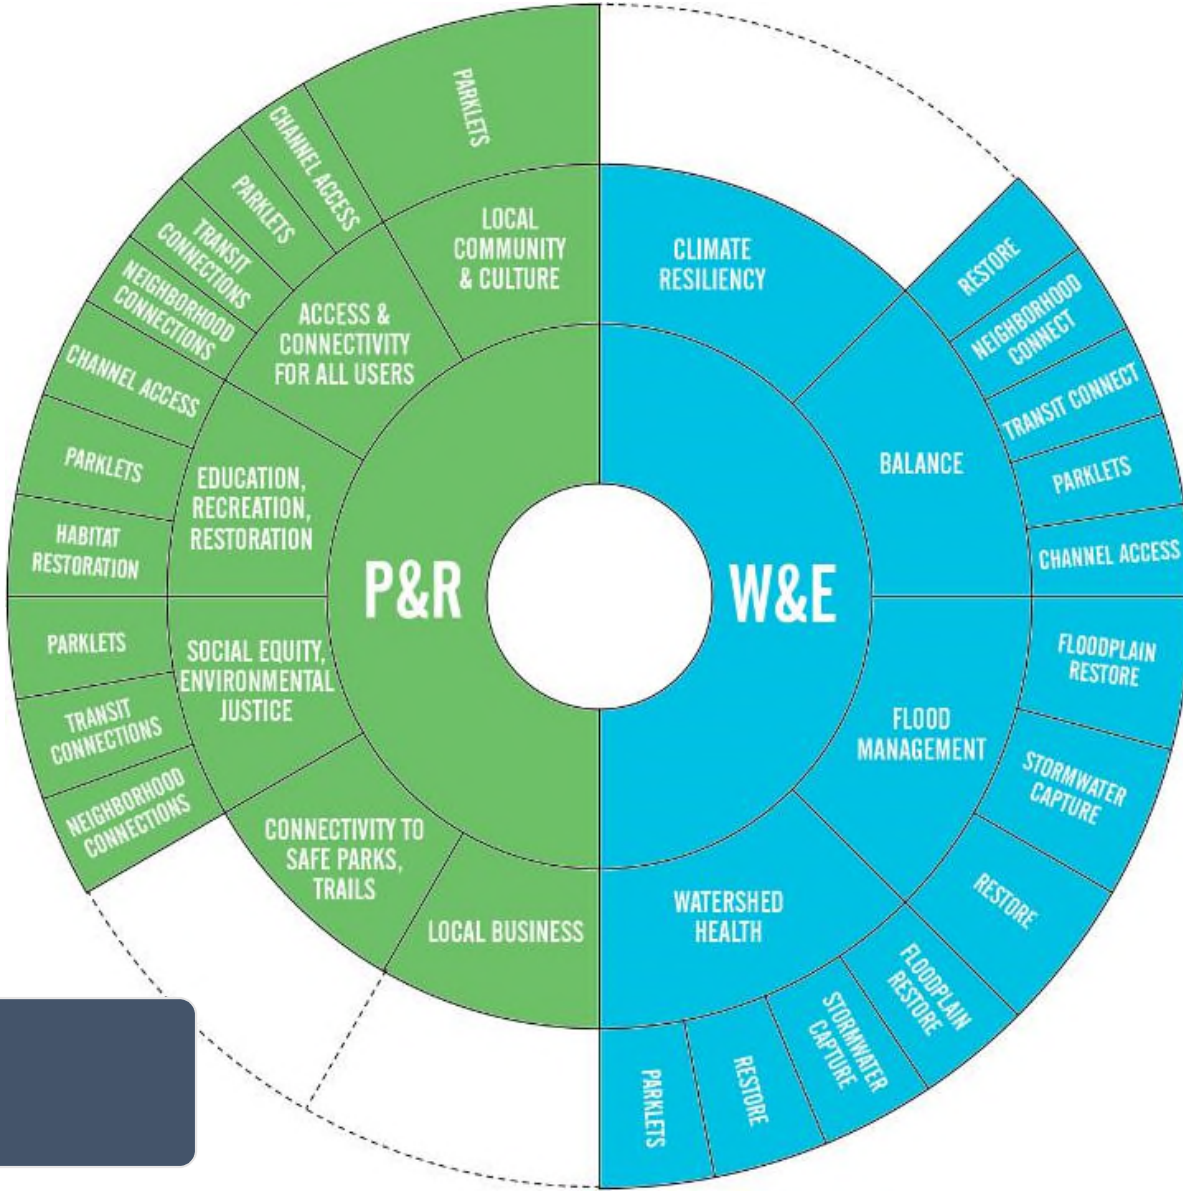 PARKLETS
CHANNEL ACCESS
PARKLETS
TRANSIT
CONNECTIONS
NEIGHBORHOOD
CONNECTIONS
CHANNEL ACCESS
PARKLETS
HABITAT
RESTORATION
PARKLETS
TRANSIT
CONNECTIONS
NEIGHBORHOOD
CONNECTIONS
LOCAL
COMMUNITY
& CULTURE
ACCESS &
CONNECTIVITY
FOR ALL USERS
EDUCATION,
RECREATION,
RESTORATION
SOCIAL EQUITY,
ENVIRONMENTAL
JUSTICE
CONNECTIVITY TO
SAFE PARKS,
TRAILS
LOCAL BUSINESS
P&R
W&E
CLIMATE
RESILIENCY
BALANCE
FLOOD
MANAGEMENT
WATERSHED
HEALTH
RESTORE
NEIGHBORHOOD
CONNECT
TRANSIT CONNECT
PARKLETS
CHANNEL ACCESS
FLOODPLAIN
RESTORE
STORMWATER
CAPTURE
RESTORE
FLOODPLAIN
RESTORE
STORMWATER
CAPTURE
RESTORE
PARKLETS